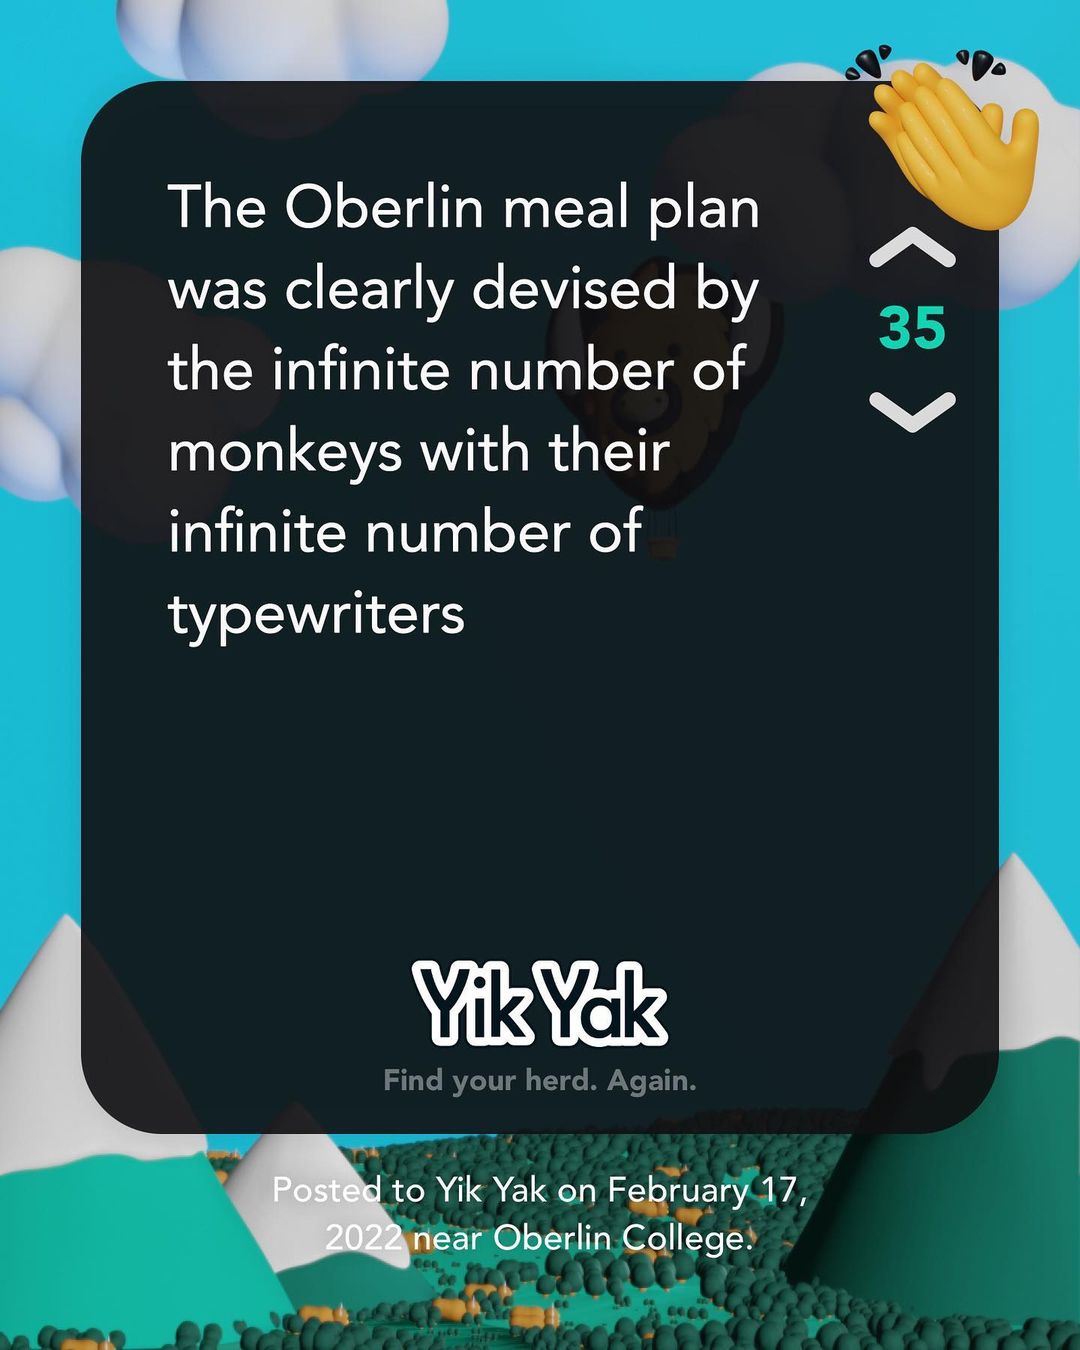 The Oberlin meal plan
was clearly devised by
the infinite number of
monkeys with their
infinite number of
typewriters
35
Yik Yak
Find your herd. Again.
Posted to Yik Yak on February 17,
2022 near Oberlin College.